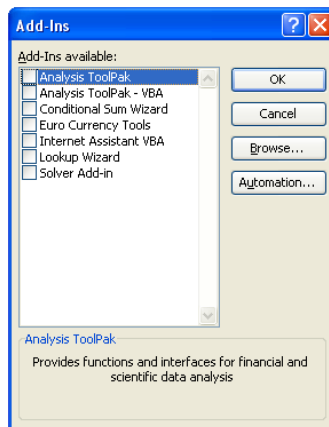 Add-Ins
?
Add-Ins available:
Analysis ToolPak
Analysis ToolPak - VBA
Conditional Sum Wizard
Euro Currency Tools
Internet Assistant VBA
Lookup Wizard
Solver Add-in
OK
Cancel
Browse...
Automation...
Analysis ToolPak
Provides functions and interfaces for financial and
scientific data analysis